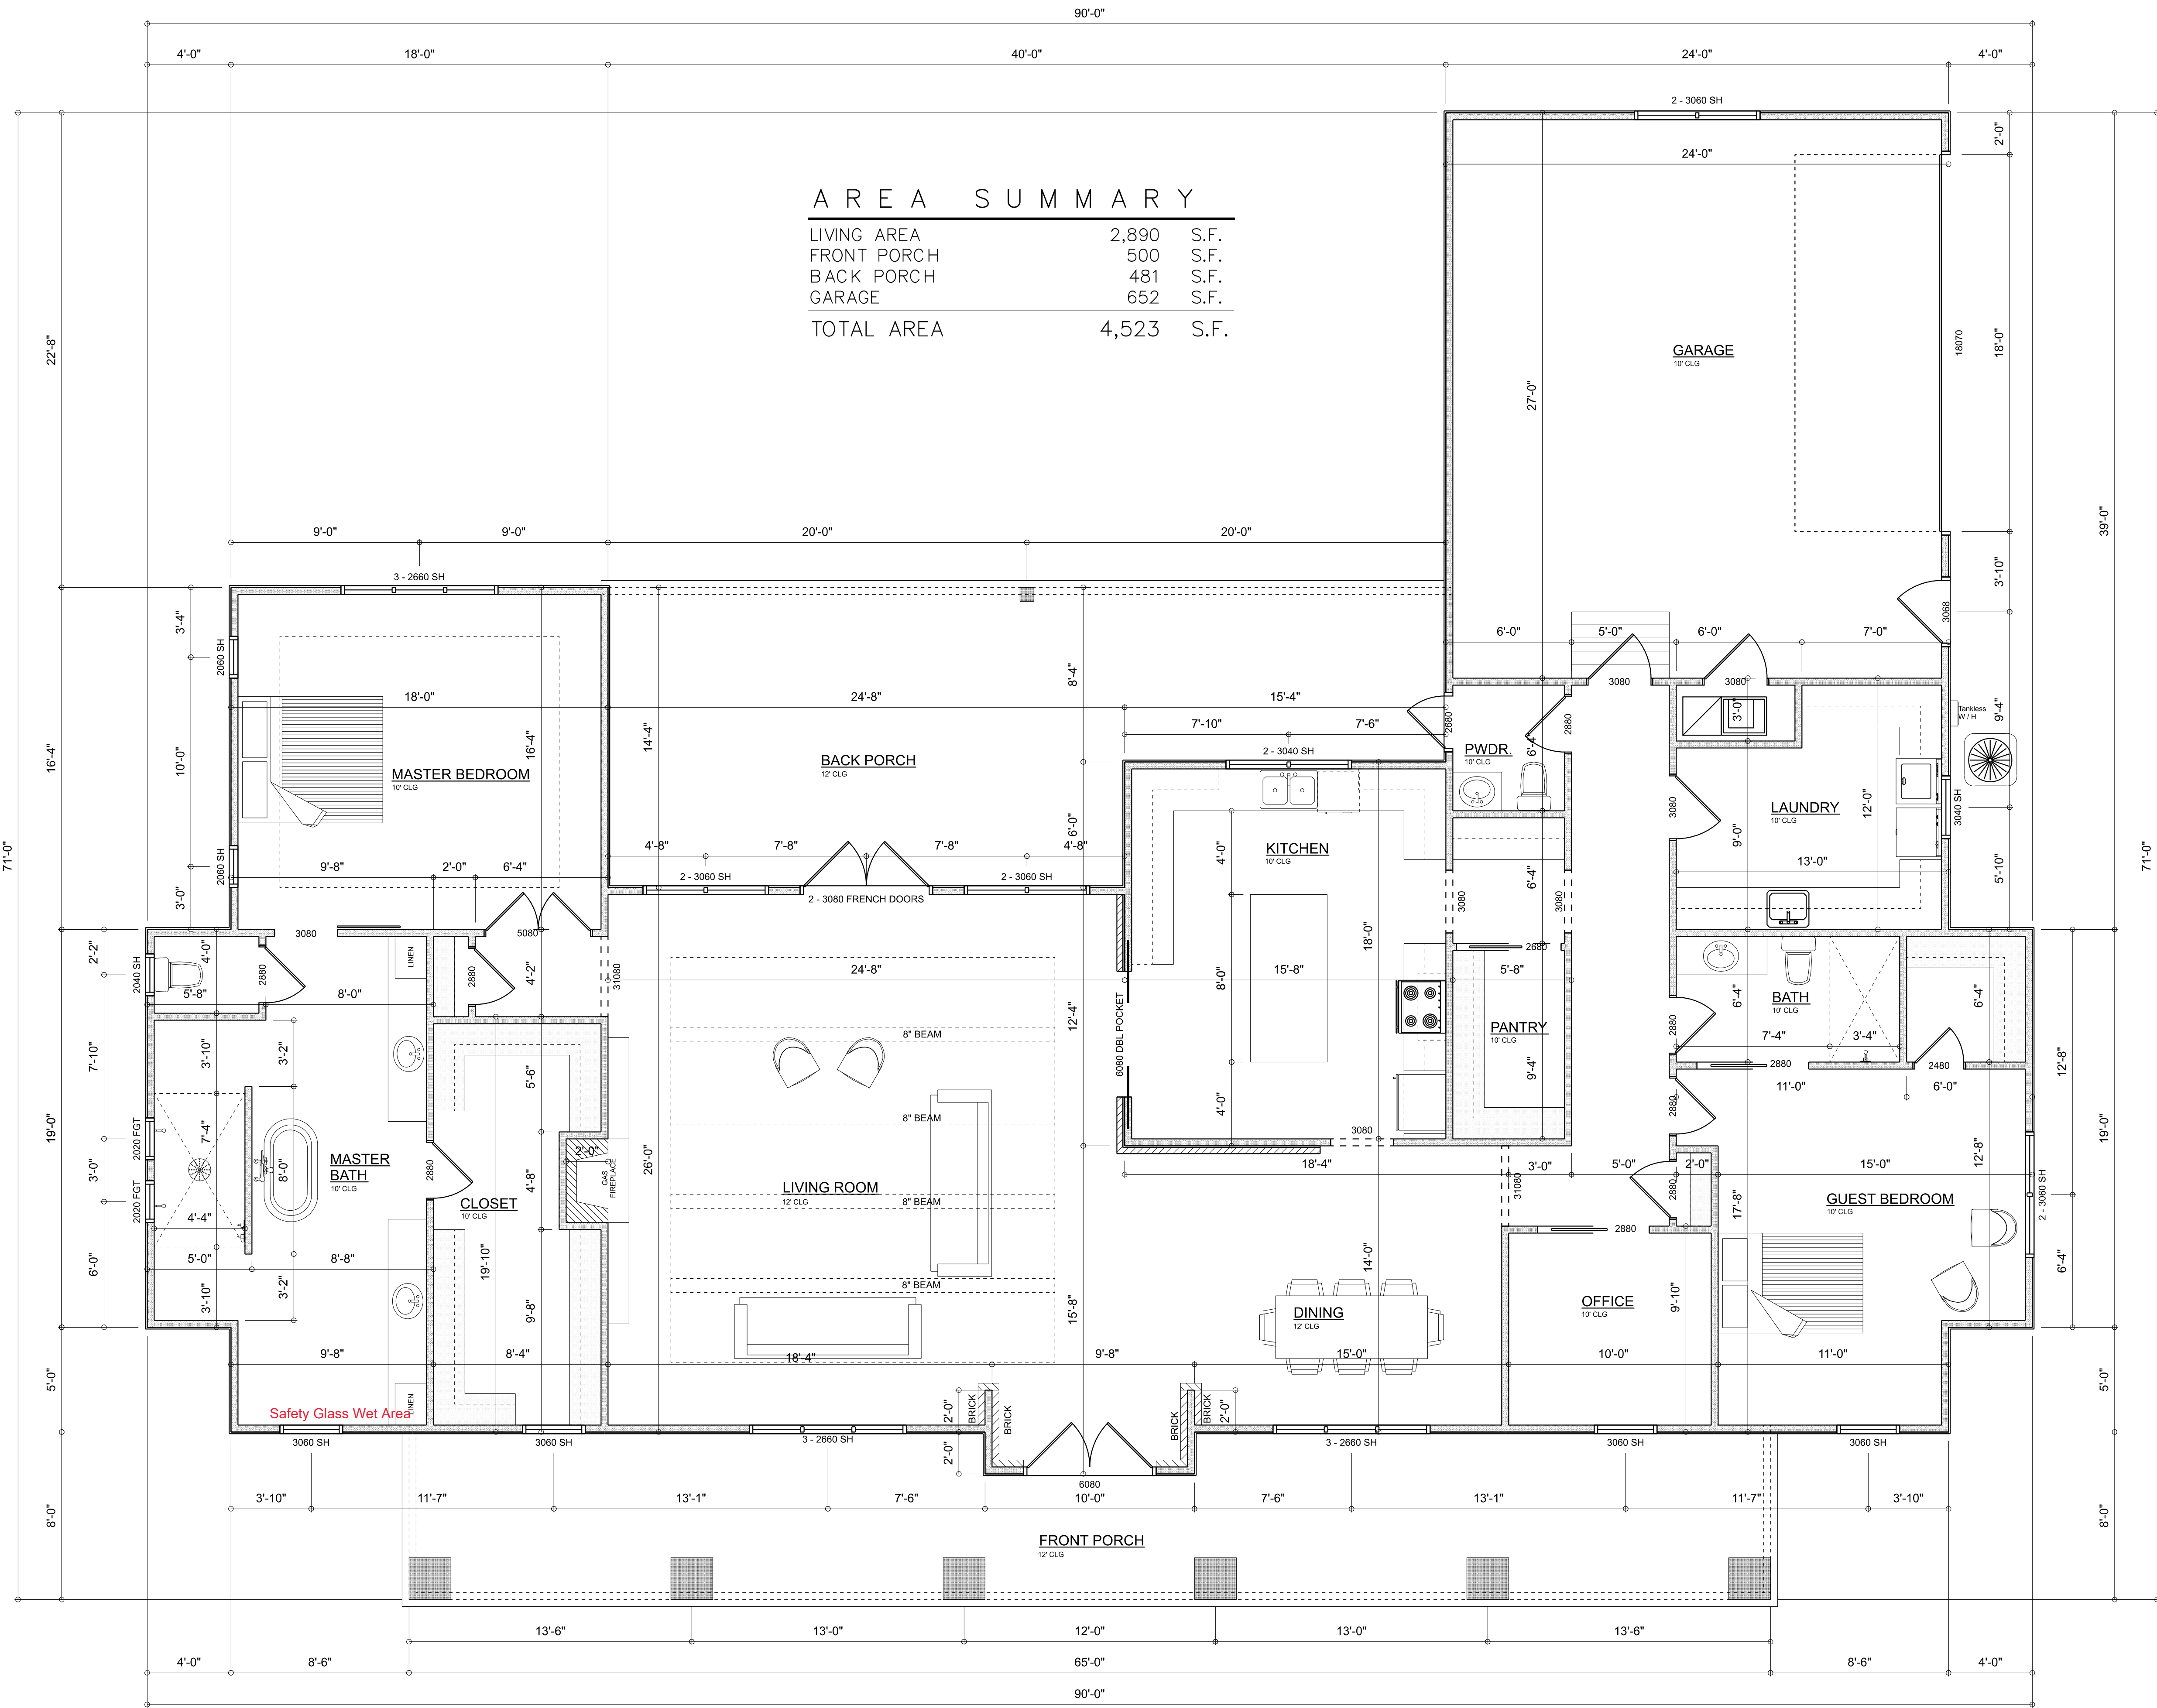 90'-0"
4'-0" 18'-0" 40'-0" 24'-0" 4'-0"
2 - 3060 SH
2'-0"
24'-0"
AREA SUMMARY
LIVING AREA 2,890 S.F.
FRONT PORCH 500 S.F.
BACK PORCH 481 S.F.
GARAGE 652 S.F.
TOTAL AREA 4,523 S.F.
22'-8"
GARAGE
10' CLG
18070
18'-0"
27'-0"
39'-0"
9'-0" 9'-0" 20'-0" 20'-0"
3'-10"
3 - 2660 SH
3068
3'-4"
2060 SH
6'-0" 5'-0" 6'-0" 7'-0"
8'-4"
3080 3080
18'-0" 24'-8" 15'-4"
3'-0"
Tankless
W / H
9'-4"
7'-10" 7'-6"
2680
2880
16'-4"
14'-4"
6'-4"
2 - 3040 SH
PWDR.
10' CLG
16'-4"
10'-0"
BACK PORCH
12' CLG
MASTER BEDROOM
10' CLG
LAUNDRY
10' CLG
3080
12'-0"
3040 SH
6'-0"
9'-0"
4'-8" 7'-8" 7'-8" 4'-8"
KITCHEN
10' CLG
4'-0"
71'-0"
71'-0"
2060 SH
9'-8" 2'-0" 6'-4"
2 - 3060 SH 2 - 3060 SH
6'-4"
13'-0"
5'-10"
3'-0"
2 - 3080 FRENCH DOORS
3080
3080
3080 5080
18'-0"
2680
2'-2"
4'-0"
LINEN
2040 SH
2880
2880
4'-2"
31080
5'-8" 8'-0"
24'-8" 15'-8" 5'-8"
8'-0"
BATH
10' CLG
6'-4"
6'-4"
12'-4"
6080 DBL POCKET
PANTRY
10' CLG
2880
7'-4" 3'-4"
8" BEAM
7'-10"
3'-10"
3'-2"
5'-6"
9'-4"
2880 2480
12'-8"
11'-0" 6'-0"
4'-0"
2880
8" BEAM
19'-0"
7'-4"
2020 FGT
3080
19'-0"
2'-0"
GAS
FIREPLACE
26'-0"
MASTER
BATH
10' CLG
8'-0"
2880
3'-0"
4'-8"
18'-4" 3'-0" 5'-0" 2'-0" 15'-0"
12'-8"
2020 FGT
LIVING ROOM
12' CLG
8" BEAM
31080
2880
17'-8"
2 - 3060 SH
CLOSET
10' CLG
GUEST BEDROOM
10' CLG
4'-4"
2880
5'-0" 8'-8"
6'-0"
19'-10"
14'-0"
6'-4"
3'-10"
3'-2"
9'-8"
8" BEAM
15'-8"
DINING
12' CLG
OFFICE
10' CLG
9'-10"
9'-8" 8'-4" 18'-4" 9'-8" 15'-0" 10'-0" 11'-0"
5'-0"
5'-0"
Safety Glass Wet Area
LINEN
2'-0"
BRICK
BRICK
BRICK
BRICK
2'-0"
3060 SH 3060 SH 3 - 2660 SH 3 - 2660 SH 3060 SH 3060 SH
2'-0"
6080
3'-10" 11'-7" 13'-1" 7'-6" 10'-0" 7'-6" 13'-1" 11'-7" 3'-10"
8'-0"
8'-0"
FRONT PORCH
12' CLG
13'-6" 13'-0" 12'-0" 13'-0" 13'-6"
4'-0" 8'-6" 65'-0" 8'-6" 4'-0"
90'-0"